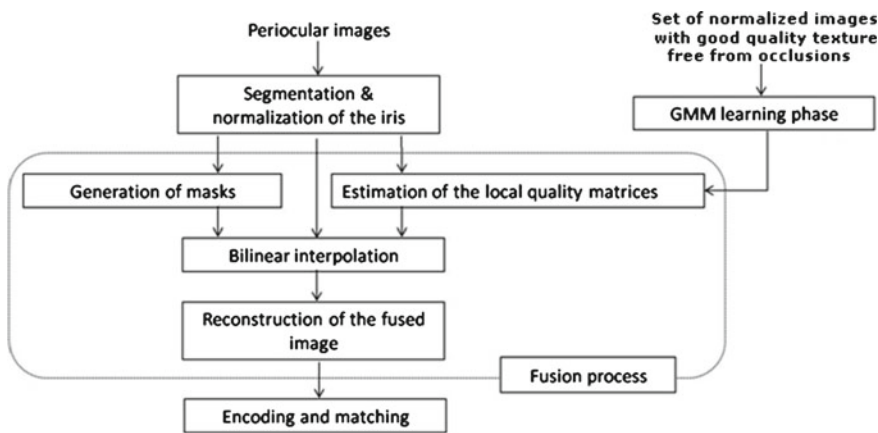 Periocular images
Set of normalized images
with good quality texture
free from occlusions
Segmentation &
normalization of the iris
GMM learning phase
Generation of masks
Estimation of the local quality matrices
Bilinear interpolation
Reconstruction of the fused
image
Fusion process
Encoding and matching